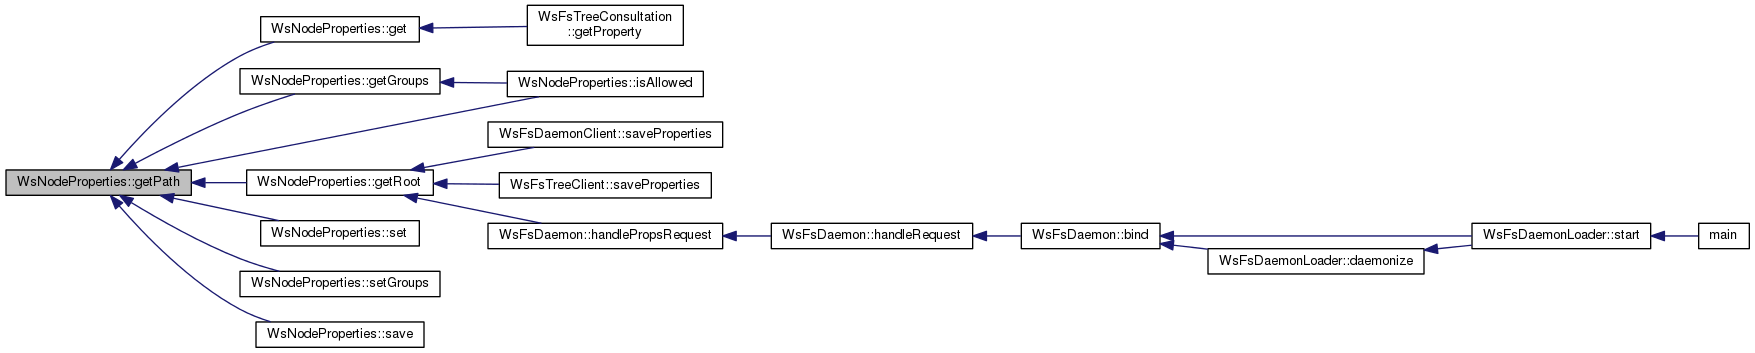 WsNodeProperties::getPath
WsNodeProperties::get
WsFsTreeConsultation
::getProperty
WsNodeProperties::getGroups
WsNodeProperties::isAllowed
WsNodeProperties::getRoot
WsFsDaemonClient::saveProperties
WsFsTreeClient::saveProperties
WsFsDaemon::handlePropsRequest
WsFsDaemon::handleRequest
WsFsDaemon::bind
WsFsDaemonLoader::start
main
WsFsDaemonLoader::daemonize
WsNodeProperties::set
WsNodeProperties::setGroups
WsNodeProperties::save